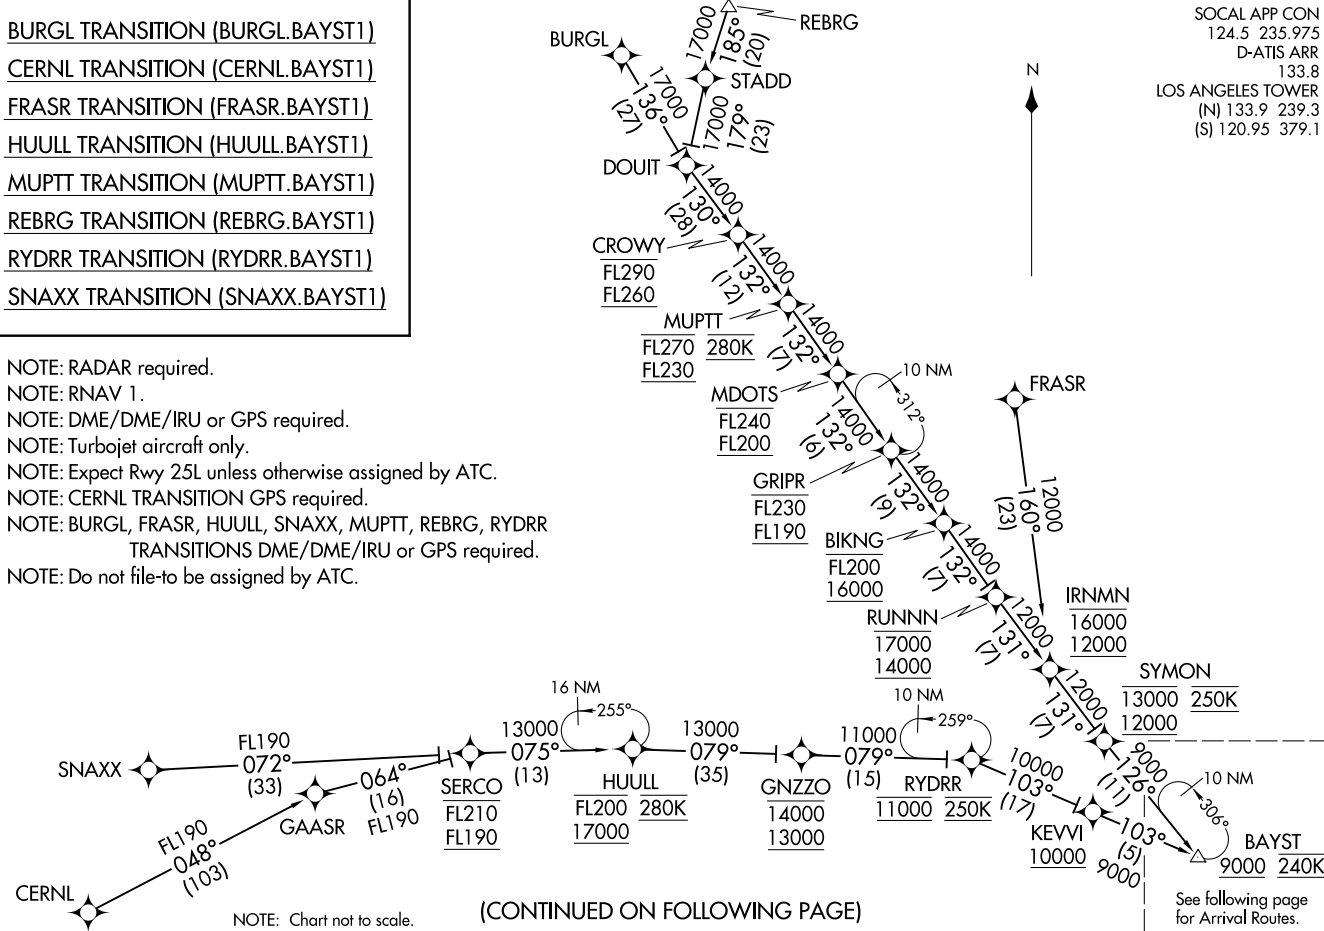 BURGL TRANSITION (BURGL.BAYST1)
CERNL TRANSITION (CERNL.BAYST1)
FRASR TRANSITION (FRASR.BAYST1)
HUULL TRANSITION (HUULL.BAYST1)
MUPTT TRANSITION (MUPTT.BAYST1)
REBRG TRANSITION (REBRG.BAYST1)
RYDRR TRANSITION (RYDRR.BAYST1)
SNAXX TRANSITION (SNAXX.BAYST1)
SOCAL APP CON
124.5 235.975
D-ATIS ARR
133.8
LOS ANGELES TOWER
(N) 133.9 239.3
(S) 120.95 379.1
N
NOTE: RADAR required.
NOTE: RNAV 1.
NOTE: DME/DME/IRU or GPS required.
NOTE: Turbojet aircraft only.
NOTE: Expect Rwy 25L unless otherwise assigned by ATC.
NOTE: CERNL TRANSITION GPS required.
NOTE: BURGL, FRASR, HUULL, SNAXX, MUPTT, REBRG, RYDRR
TRANSITIONS DME/DME/IRU or GPS required.
NOTE: Do not file-to be assigned by ATC.
REBRG
17000
185°
(20)
STADD
17000
179°
(23)
BURGL
17000
136°
(27)
DOUIT
14000
130°
(28)
CROWY
FL290
FL260
14000
132°
(12)
MUPTT
FL270 280K
FL230
14000
132°
(7)
MDOTS
FL240
FL200
14000
132°
(6)
10 NM
312°
GRIPR
FL230
FL190
14000
132°
(9)
BIKNG
FL200
16000
14000
132°
(7)
RUNNN
17000
14000
12000
131°
(7)
FRASR
12000
160°
(23)
IRNMN
16000
12000
12000
131°
(7)
SYMON
13000 250K
12000
9000
126°
(11)
10 NM
306°
BAYST
9000 240K
See following page
for Arrival Routes.
SNAXX
FL190
072°
(33)
CERNL
FL190
048°
(103)
GAASR
064°
(16)
FL190
SERCO
FL210
FL190
13000
075°
(13)
16 NM
255°
HUULL
FL200 280K
17000
13000
079°
(35)
GNZZO
14000
13000
11000
079°
(15)
10 NM
259°
RYDRR
11000 250K
10000
103°
(17)
KEVVI
10000
103°
(5)
9000
NOTE: Chart not to scale.
(CONTINUED ON FOLLOWING PAGE)